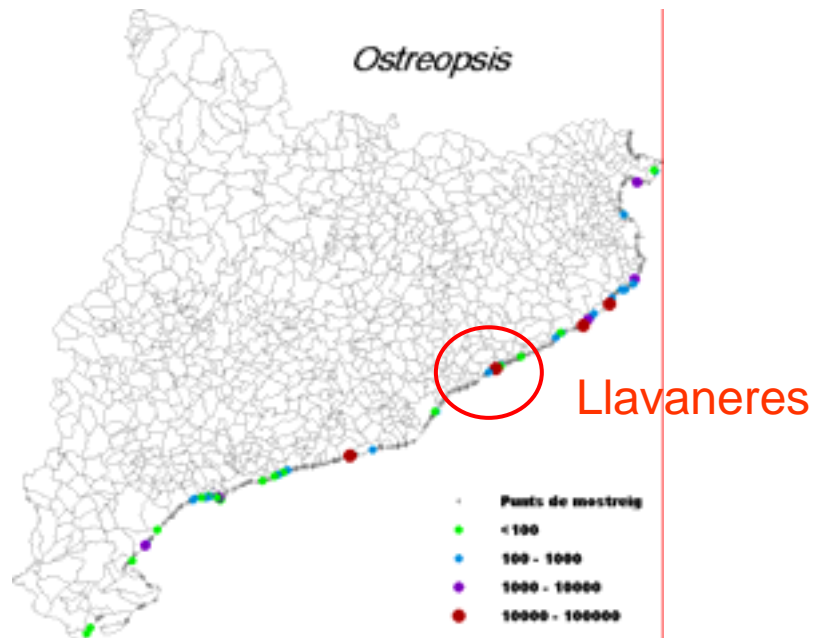 Ostreopsis
Llavaneres
Punts de mostreig
<100
100 - 1000
1000 - 10000
10000 - 100000